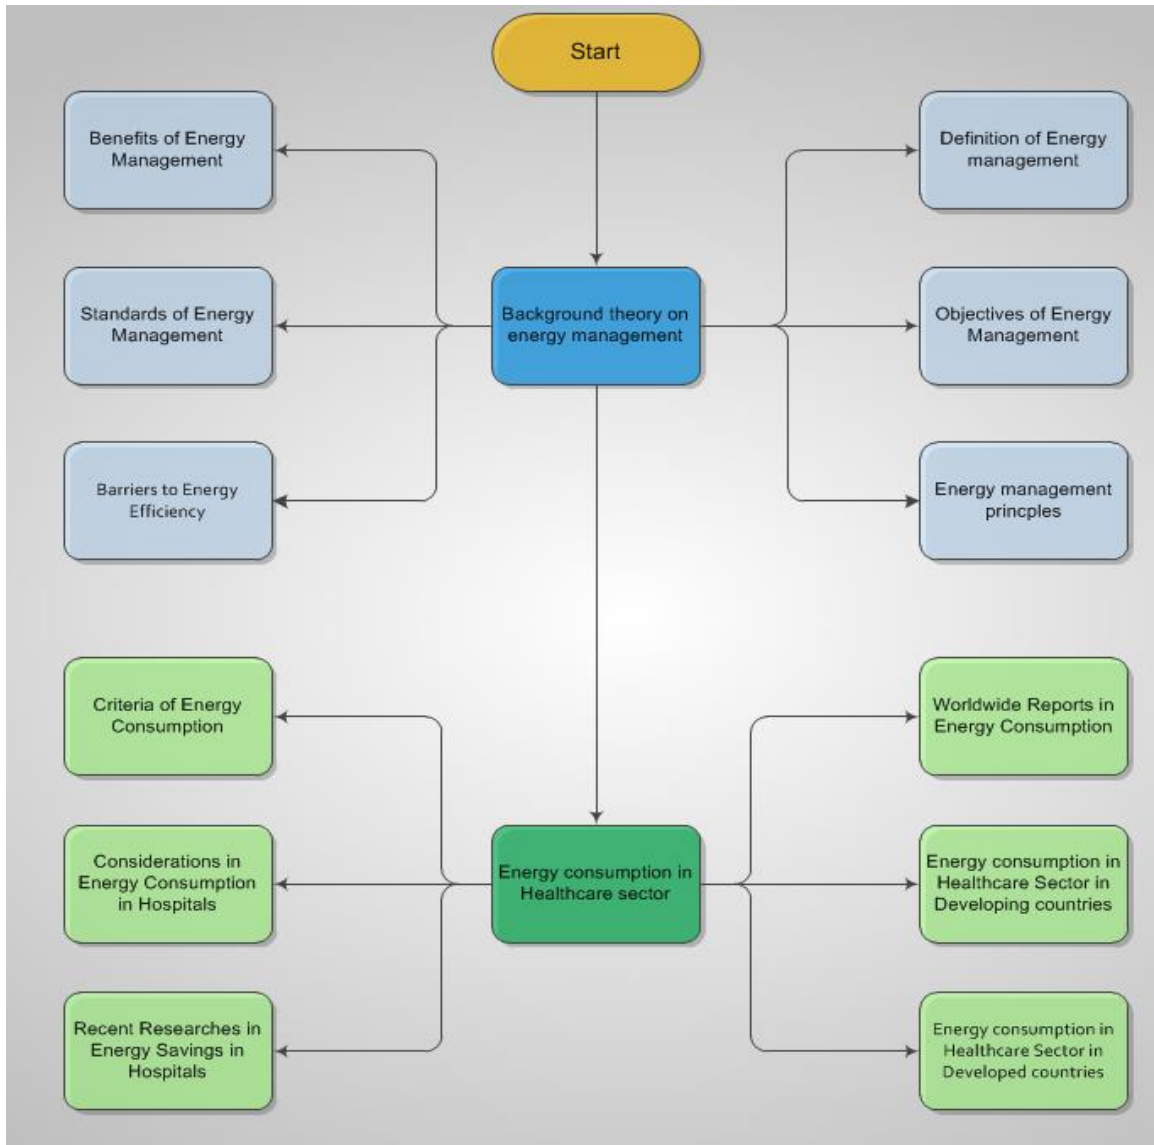 Start
Benefits of Energy
Management
Definition of Energy
management
Standards of Energy
Management
Background theory on
energy management
Objectives of Energy
Management
Barriers to Energy
Efficiency
Energy management
princples
Criteria of Energy
Consumption
Worldwide Reports in
Energy Consumption
Considerations in
Energy Consumption
in Hospitals
Energy consumption in
Healthcare sector
Energy consumption in
Healthcare Sector in
Developing countries
Recent Researches in
Energy Savings in
Hospitals
Energy consumption in
Healthcare Sector in
Developed countries